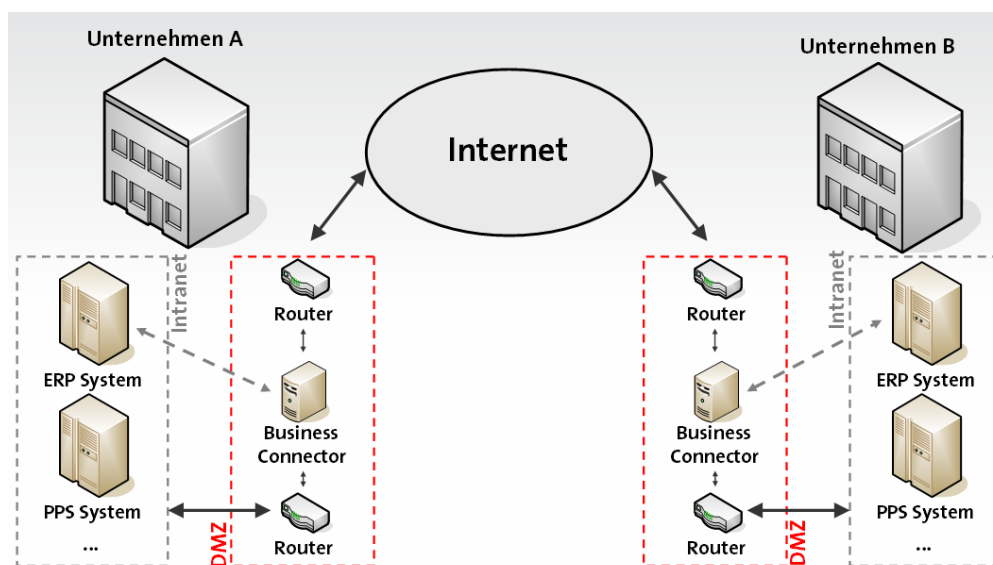 Unternehmen A
Unternehmen B
Internet
Intranet
Router
Router
Intranet
ERP System
ERP System
Business
Connector
Business
Connector
PPS System
PPS System
...
DMZ
Router
Router
DMZ
...